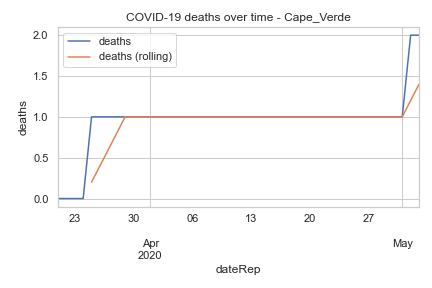 COVID-19 deaths over time - Cape_Verde
deaths
deaths (rolling)
deaths
2.0
1.5
1.0
0.5
0.0
23 30 06 13 20 27
Apr May
2020
dateRep